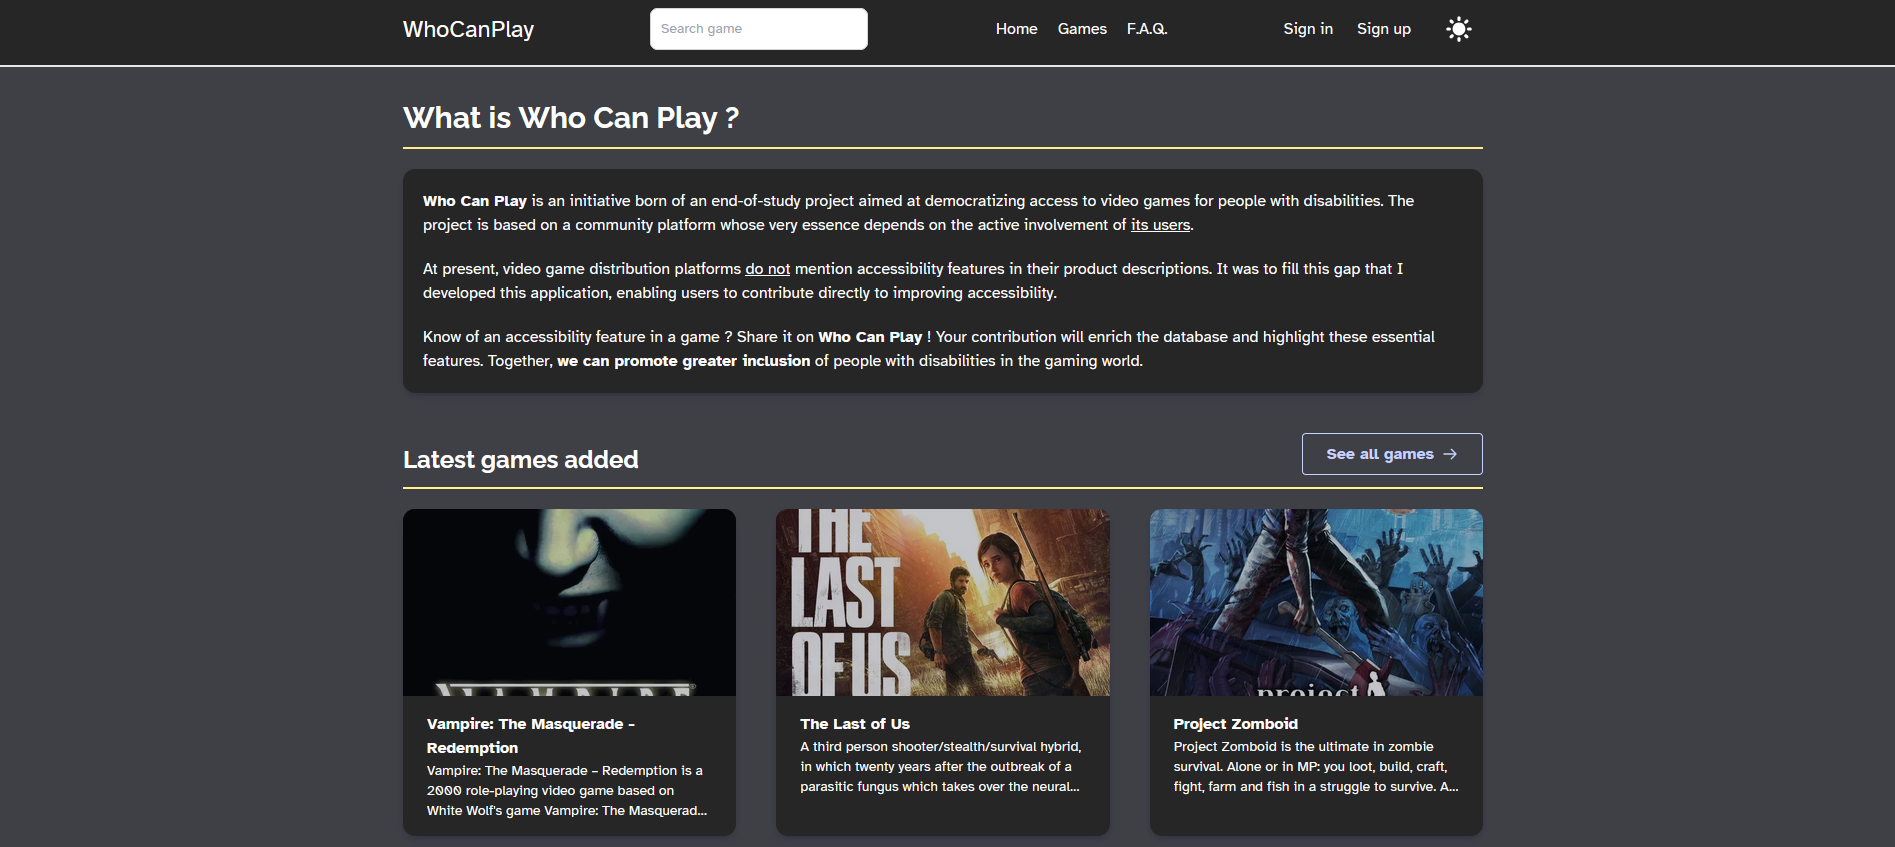 WhoCanPlay
Search game
Home Games F.A.Q.
Sign in Sign up
What is Who Can Play ?
Who Can Play is an initiative born of an end-of-study project aimed at democratizing access to video games for people with disabilities. The
project is based on a community platform whose very essence depends on the active involvement of its users.
At present, video game distribution platforms do not mention accessibility features in their product descriptions. It was to fill this gap that I
developed this application, enabling users to contribute directly to improving accessibility.
Know of an accessibility feature in a game ? Share it on Who Can Play ! Your contribution will enrich the database and highlight these essential
features. Together, we can promote greater inclusion of people with disabilities in the gaming world.
Latest games added
See all games →
VAMPIRE
Vampire: The Masquerade –
Redemption
Vampire: The Masquerade – Redemption is a
2000 role-playing video game based on
White Wolf's game Vampire: The Masquerad...
THE
LAST
OF US
The Last of Us
A third person shooter/stealth/survival hybrid,
in which twenty years after the outbreak of a
parasitic fungus which takes over the neural...
project
Project Zomboid
Project Zomboid is the ultimate in zombie
survival. Alone or in MP: you loot, build, craft,
fight, farm and fish in a struggle to survive. A...